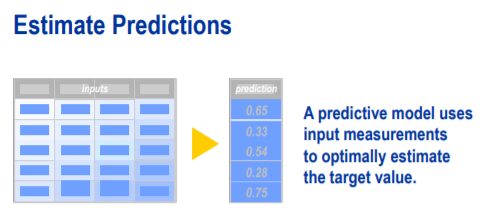 Estimate Predictions
inputs
prediction
0.65
0.33
0.54
0.28
0.75
A predictive model uses
input measurements
to optimally estimate
the target value.